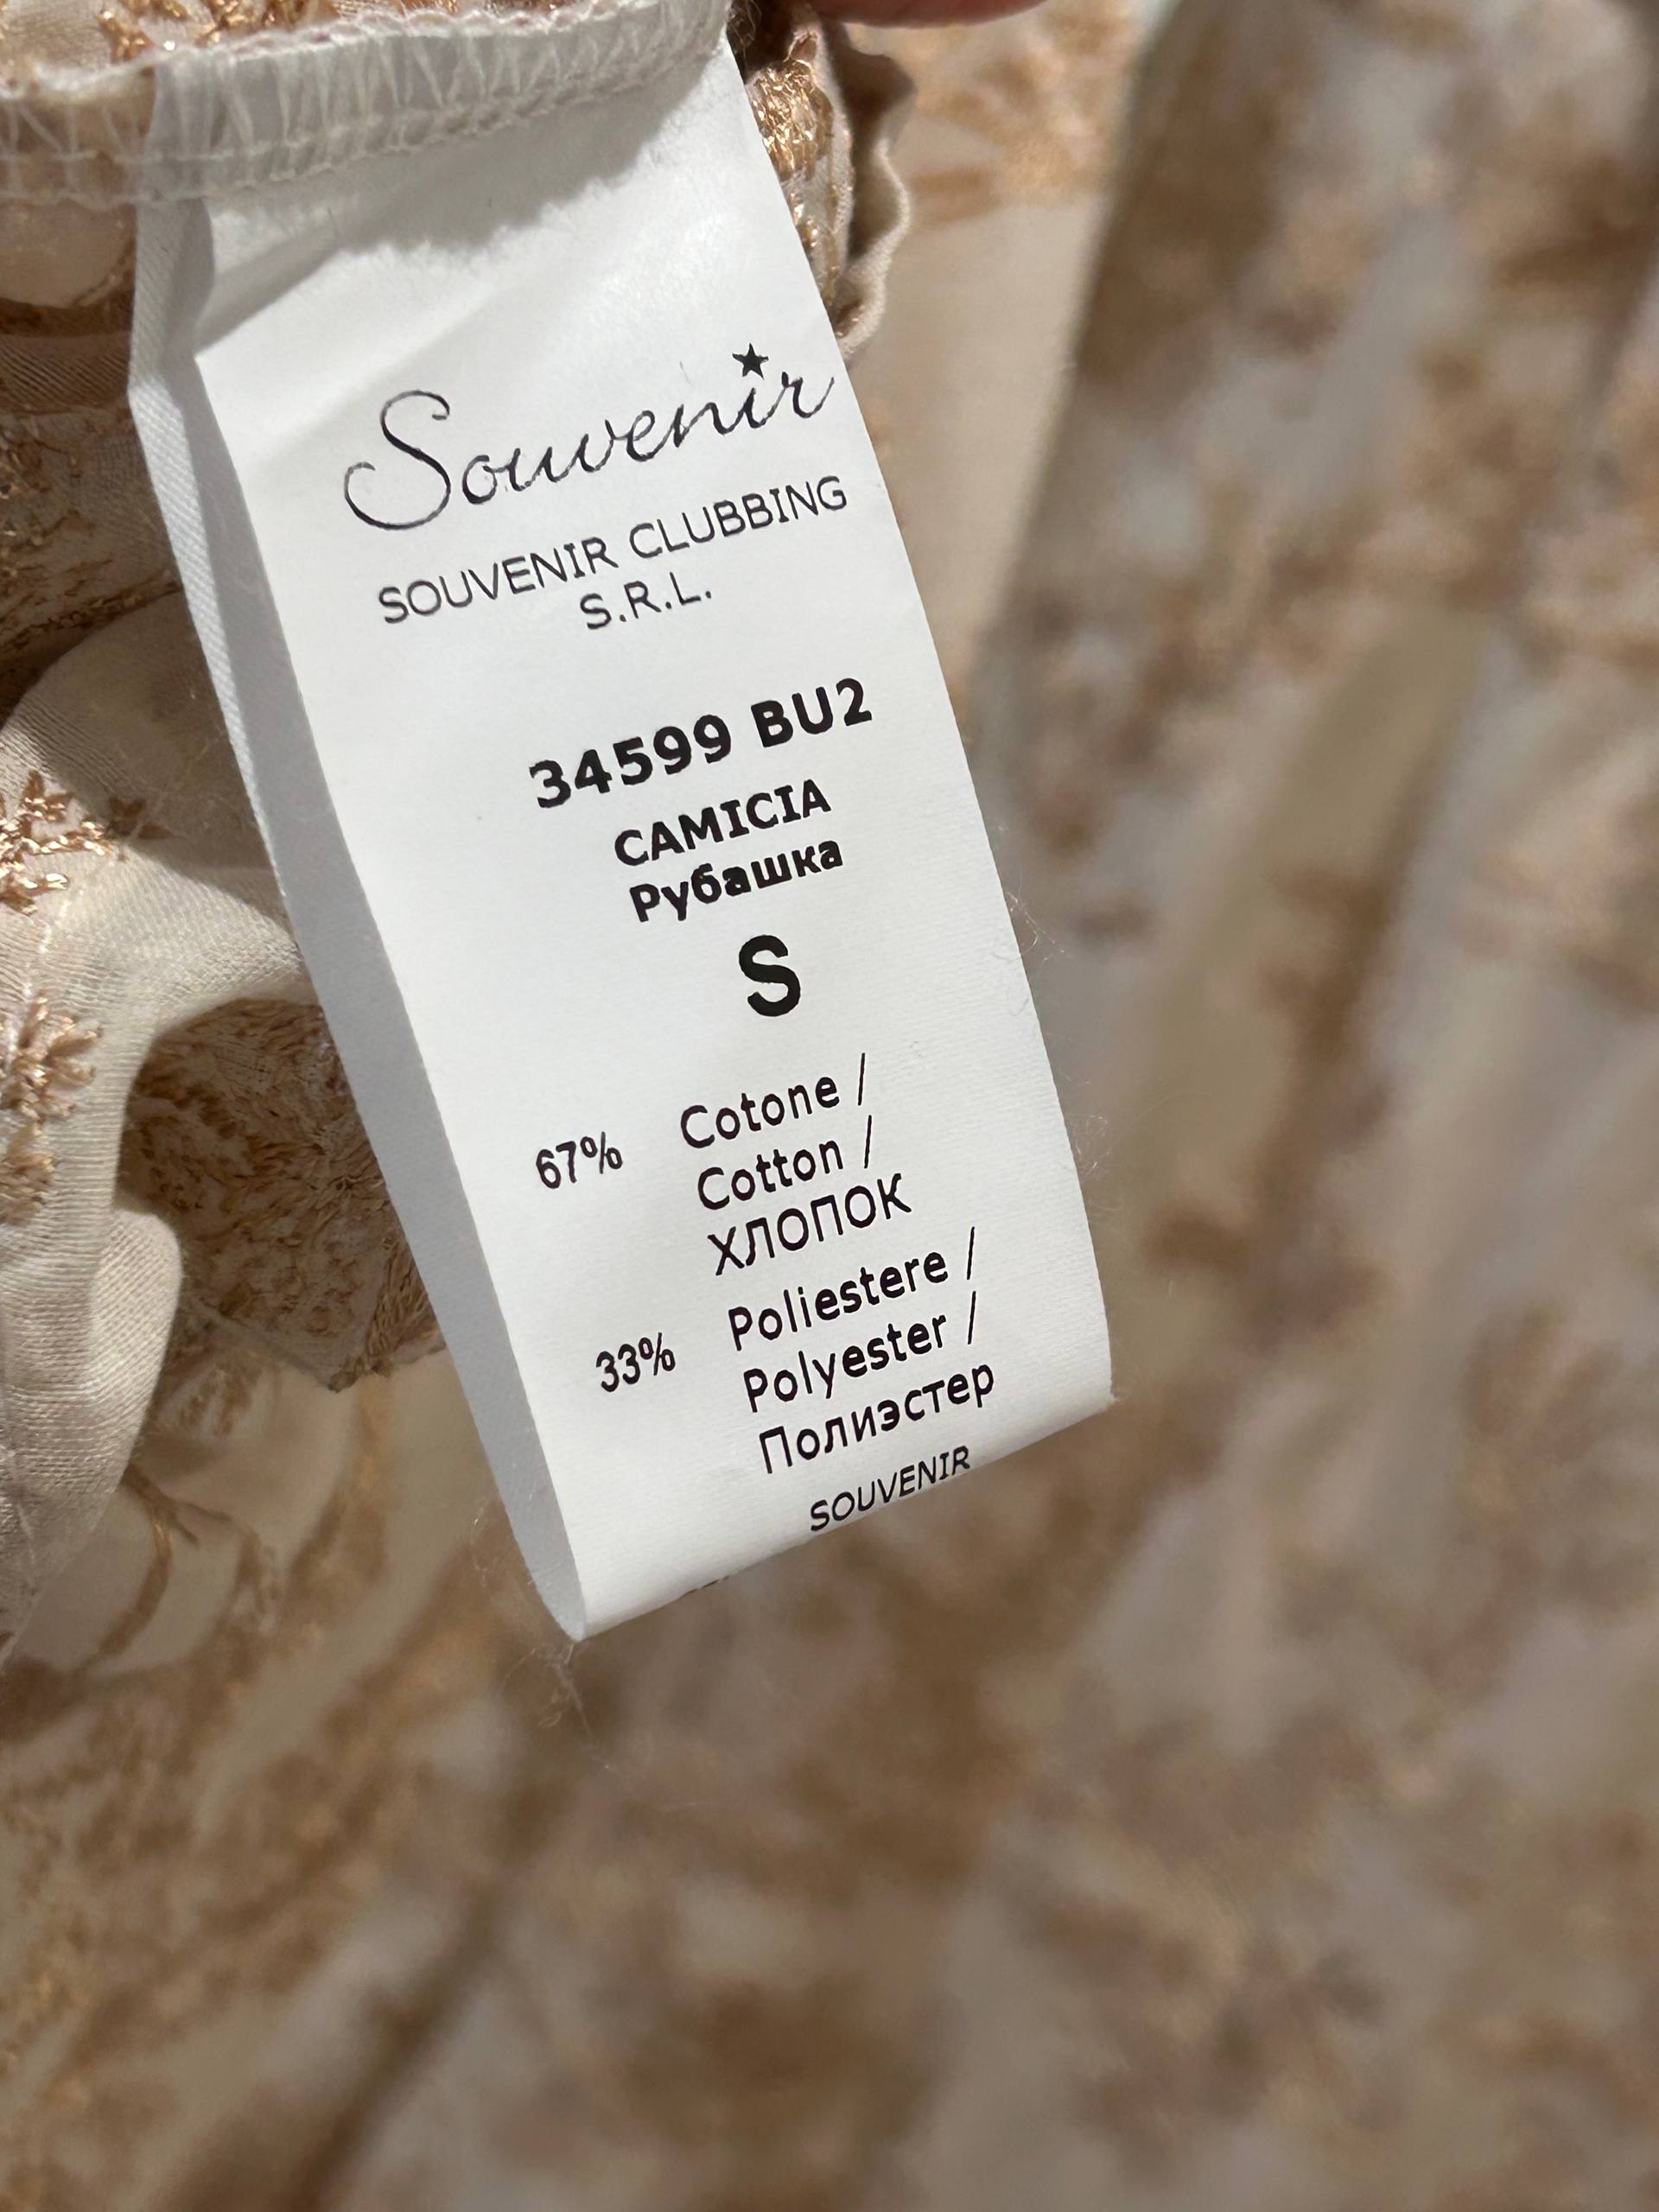 Souvenir
SOUVENIR CLUBBING
S.R.L.
34599 BU2
CAMICIA
Рубашка
S
67% Cotone /
Cotton /
ХЛОПОК
33% Poliestere /
Polyester /
Полиэстер
SOUVENIR